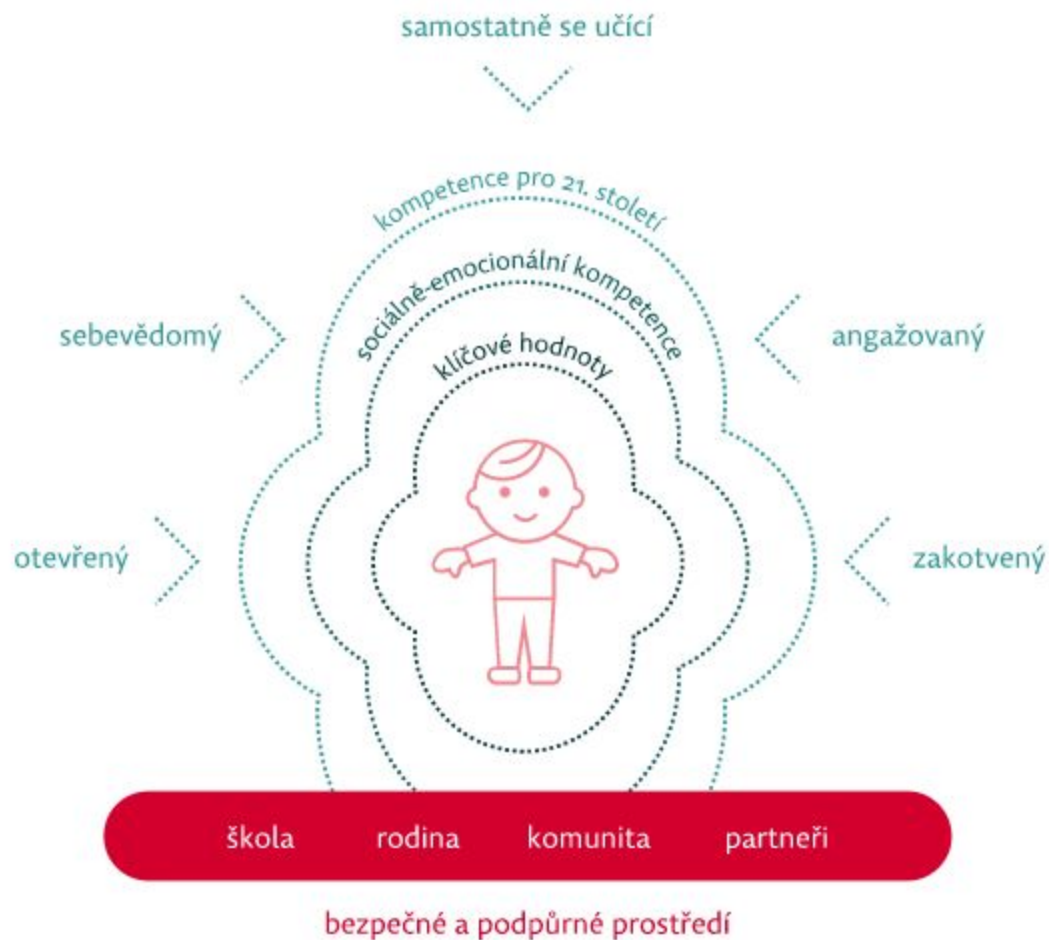 samostatně se učící
kompetence pro 21. století
sociálně-emocionální kompetence
klíčové hodnoty
sebevědomý
angažovaný
otevřený
zakotvený
škola rodina komunita partneři
bezpečné a podpůrné prostředí